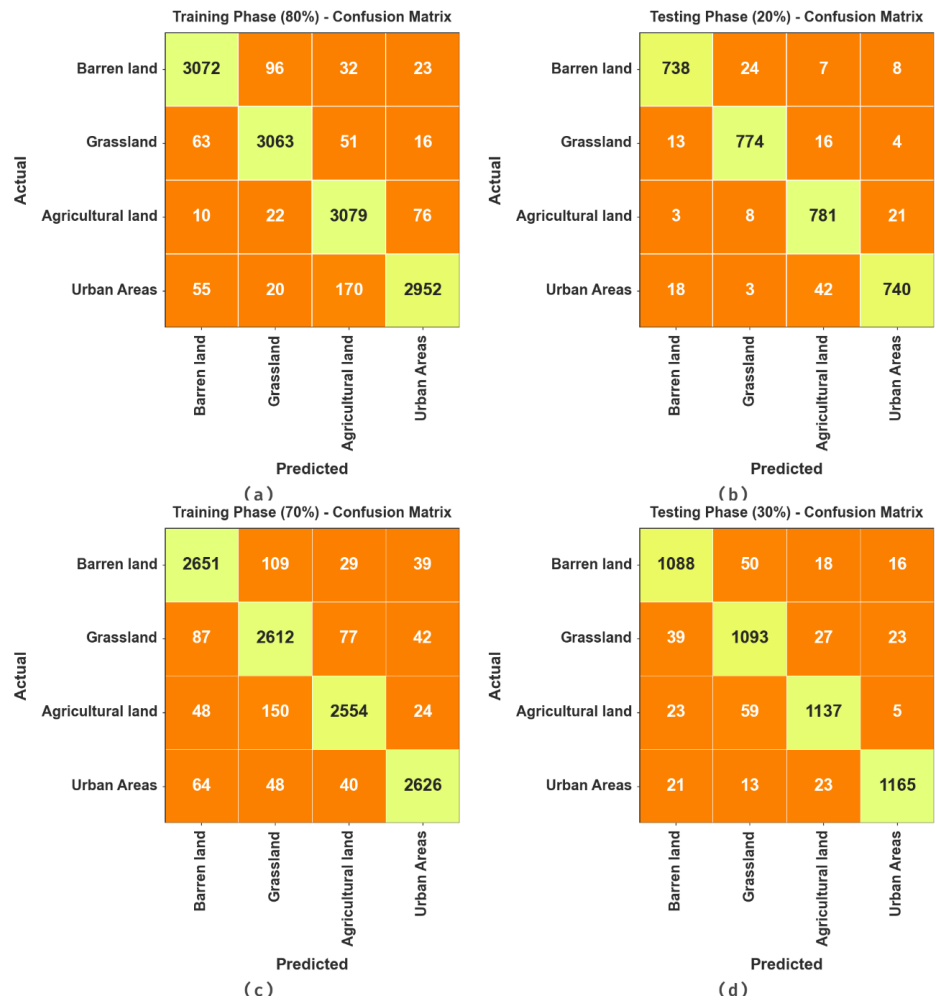 Training Phase (80%) - Confusion Matrix
Actual
Barren land 3072 96 32 23
Grassland 63 3063 51 16
Agricultural land 10 22 3079 76
Urban Areas 55 20 170 2952
Barren land
Grassland
Agricultural land
Urban Areas
Predicted
(a)
Testing Phase (20%) - Confusion Matrix
Actual
Barren land 738 24 7 8
Grassland 13 774 16 4
Agricultural land 3 8 781 21
Urban Areas 18 3 42 740
Barren land
Grassland
Agricultural land
Urban Areas
Predicted
(b)
Training Phase (70%) - Confusion Matrix
Actual
Barren land 2651 109 29 39
Grassland 87 2612 77 42
Agricultural land 48 150 2554 24
Urban Areas 64 48 40 2626
Barren land
Grassland
Agricultural land
Urban Areas
Predicted
(c)
Testing Phase (30%) - Confusion Matrix
Actual
Barren land 1088 50 18 16
Grassland 39 1093 27 23
Agricultural land 23 59 1137 5
Urban Areas 21 13 23 1165
Barren land
Grassland
Agricultural land
Urban Areas
Predicted
(d)